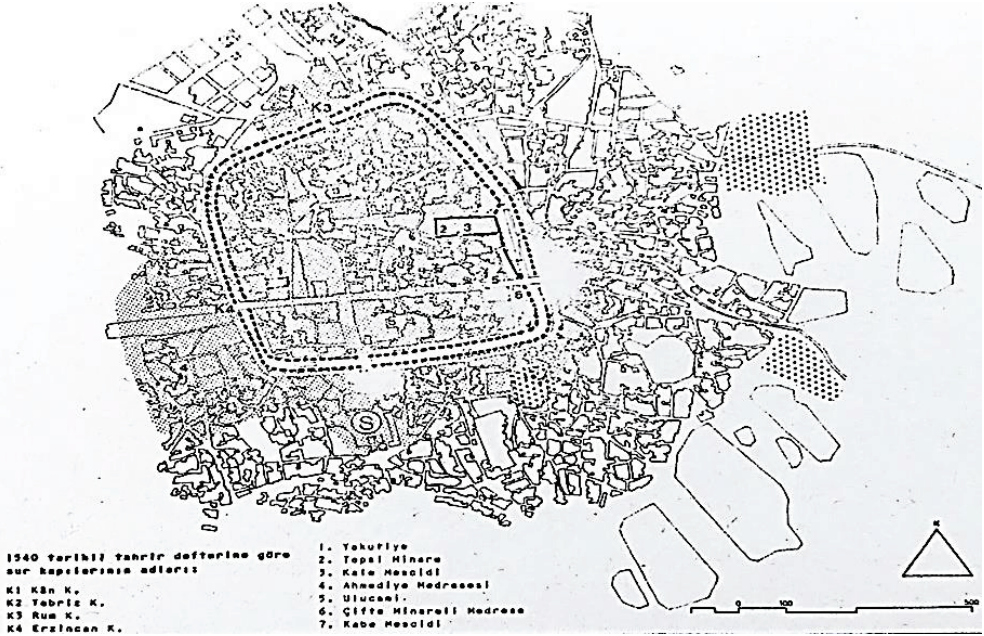 K3
2 3
1
4
5
6
K4
S
1540 tarihli tahrir defterine göre
sur kapılarının adları:
K1 Kân K.
K2 Tebriz K.
K3 Rum K.
K4 Erzincan K.
1. Yakutiye
2. Tepsi Minare
3. Kale Mescidi
4. Ahmediye Medresesi
5. Ulucami
6. Çifte Minareli Medrese
7. Kabe Mescidi
K
0 100 500